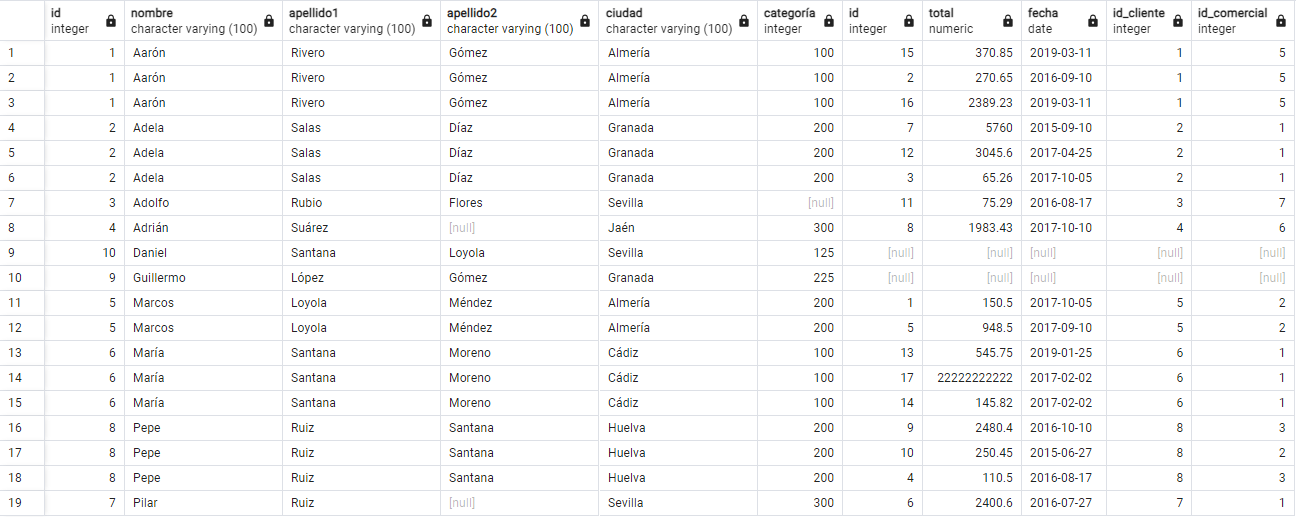 id nombre apellido1 apellido2 ciudad categoría id total fecha id_cliente id_comercial
integer character varying (100) character varying (100) character varying (100) character varying (100) integer integer numeric date integer integer
1 1 Aarón Rivero Gómez Almería 100 15 370.85 2019-03-11 1 5
2 1 Aarón Rivero Gómez Almería 100 2 270.65 2016-09-10 1 5
3 1 Aarón Rivero Gómez Almería 100 16 2389.23 2019-03-11 1 5
4 2 Adela Salas Díaz Granada 200 7 5760 2015-09-10 2 1
5 2 Adela Salas Díaz Granada 200 12 3045.6 2017-04-25 2 1
6 2 Adela Salas Díaz Granada 200 3 65.26 2017-10-05 2 1
7 3 Adolfo Rubio Flores Sevilla [null] 11 75.29 2016-08-17 3 7
8 4 Adrián Suárez [null] Jaén 300 8 1983.43 2017-10-10 4 6
9 10 Daniel Santana Loyola Sevilla 125 [null] [null] [null] [null] [null]
10 9 Guillermo López Gómez Granada 225 [null] [null] [null] [null] [null]
11 5 Marcos Loyola Méndez Almería 200 1 150.5 2017-10-05 5 2
12 5 Marcos Loyola Méndez Almería 200 5 948.5 2017-09-10 5 2
13 6 María Santana Moreno Cádiz 100 13 545.75 2019-01-25 6 1
14 6 María Santana Moreno Cádiz 100 17 22222222222 2017-02-02 6 1
15 6 María Santana Moreno Cádiz 100 14 145.82 2017-02-02 6 1
16 8 Pepe Ruiz Santana Huelva 200 9 2480.4 2016-10-10 8 3
17 8 Pepe Ruiz Santana Huelva 200 10 250.45 2015-06-27 8 2
18 8 Pepe Ruiz Santana Huelva 200 4 110.5 2016-08-17 8 3
19 7 Pilar Ruiz [null] Sevilla 300 6 2400.6 2016-07-27 7 1